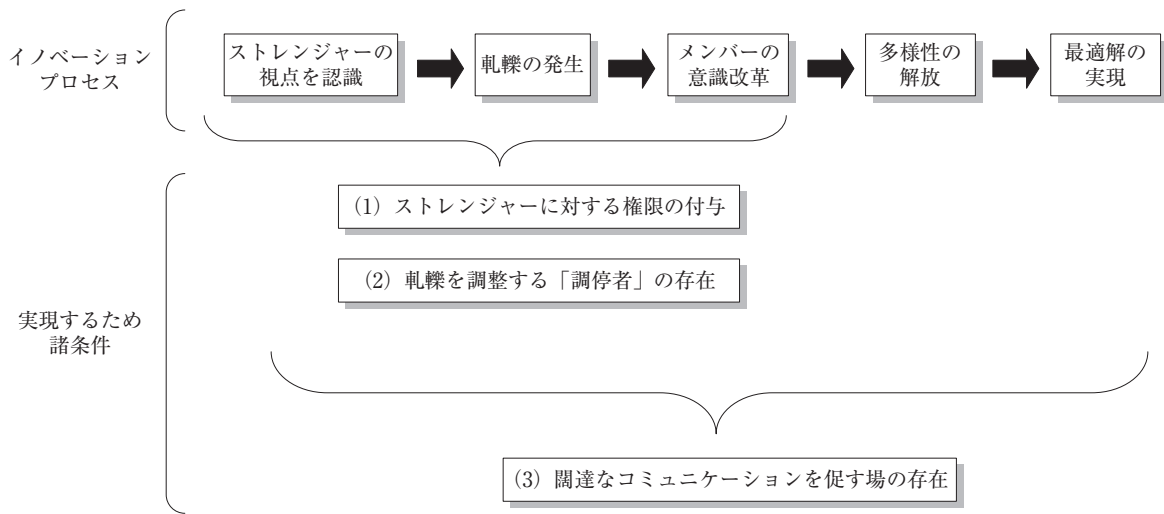 イノベーション
プロセス
ストレンジャーの
視点を認識
軋轢の発生
メンバーの
意識改革
多様性の
解放
最適解の
実現
(1) ストレンジャーに対する権限の付与
(2) 軋轢を調整する「調停者」の存在
実現するため
諸条件
(3) 闊達なコミュニケーションを促す場の存在